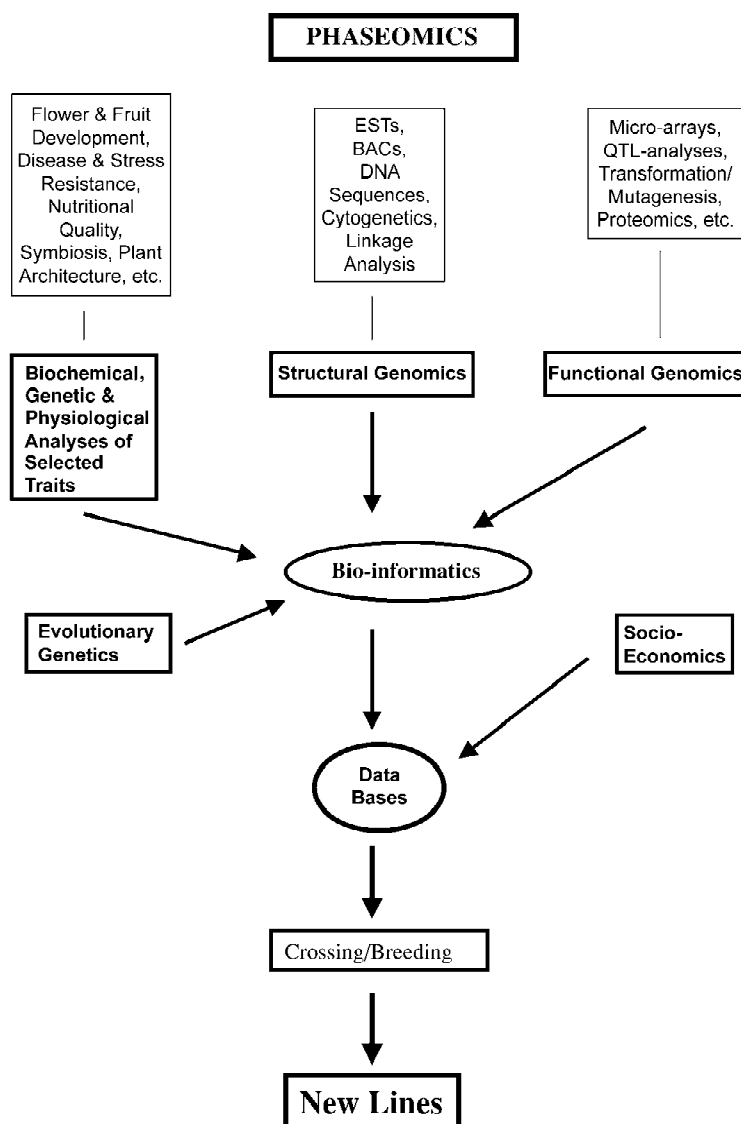 PHASEOMICS
Flower & Fruit
Development,
Disease & Stress
Resistance,
Nutritional
Quality,
Symbiosis, Plant
Architecture, etc.
ESTs,
BACs,
DNA
Sequences,
Cytogenetics,
Linkage
Analysis
Micro-arrays,
QTL-analyses,
Transformation/
Mutagenesis,
Proteomics, etc.
Biochemical,
Genetic &
Physiological
Analyses of
Selected
Traits
Structural Genomics
Functional Genomics
Bio-informatics
Evolutionary
Genetics
Socio-
Economics
Data
Bases
Crossing/Breeding
New Lines